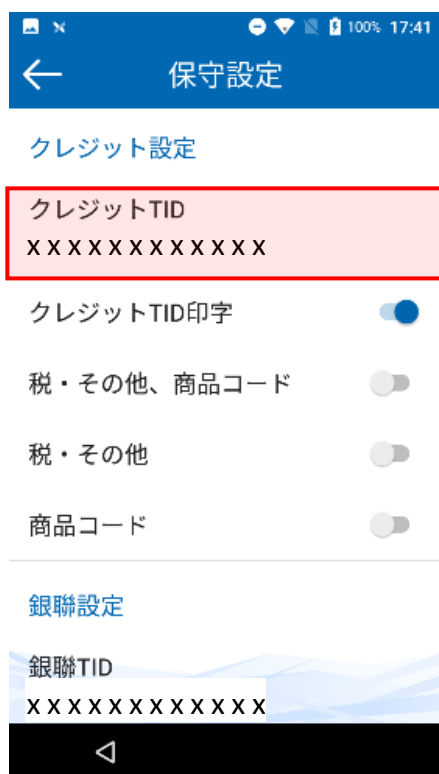 100% 17:41
保守設定
クレジット設定
クレジットTID
x x x x x x x x x x x x
クレジットTID印字
税・その他、商品コード
税・その他
商品コード
銀聯設定
銀聯TID
x x x x x x x x x x x x